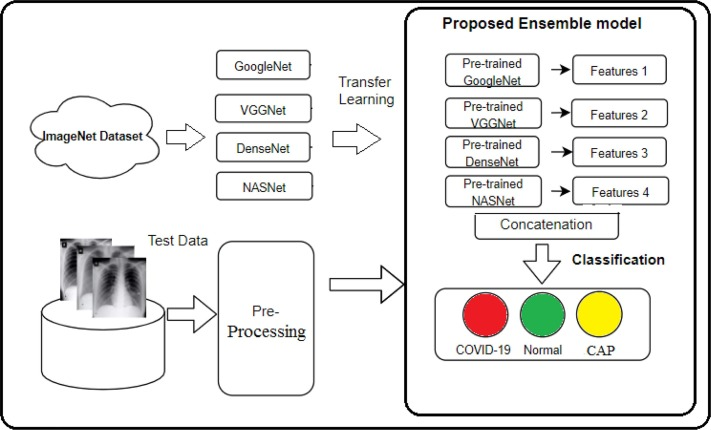 Proposed Ensemble model
GoogleNet
VGGNet
DenseNet
NASNet
ImageNet Dataset
Transfer
Learning
Pre-trained
GoogleNet
Features 1
Pre-trained
VGGNet
Features 2
Pre-trained
DenseNet
Features 3
Pre-trained
NASNet
Features 4
Concatenation
Classification
COVID-19
Normal
CAP
Test Data
Pre-
Processing